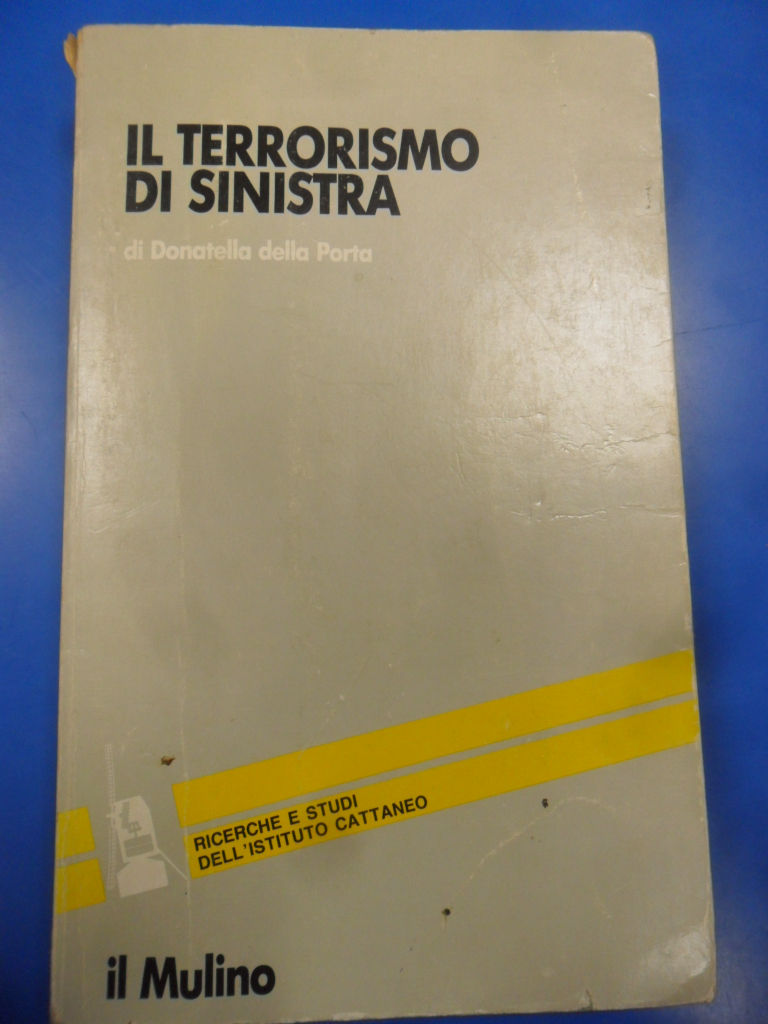 IL TERRORISMO
DI SINISTRA
di Donatella della Porta
RICERCHE E STUDI
DELL'ISTITUTO CATTANEO
il Mulino